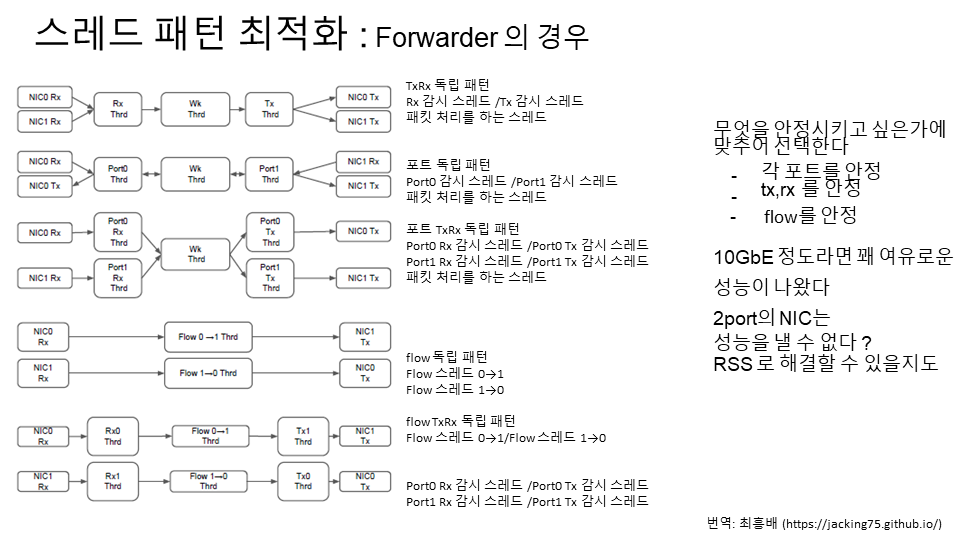 스레드 패턴 최적화 : Forwarder 의 경우
NIC0 Rx
NIC1 Rx
Rx
Thrd
Wk
Thrd
Tx
Thrd
NIC0 Tx
NIC1 Tx
TxRx 독립 패턴
Rx 감시 스레드 /Tx 감시 스레드
패킷 처리를 하는 스레드
NIC0 Rx
NIC0 Tx
Port0
Thrd
Wk
Thrd
Port1
Thrd
NIC1 Rx
NIC1 Tx
포트 독립 패턴
Port0 감시 스레드 /Port1 감시 스레드
패킷 처리를 하는 스레드
NIC0 Rx
NIC1 Rx
Port0
Rx
Thrd
Port1
Rx
Thrd
Wk
Thrd
Port0
Tx
Thrd
Port1
Tx
Thrd
NIC0 Tx
NIC1 Tx
포트 TxRx 독립 패턴
Port0 Rx 감시 스레드 /Port0 Tx 감시 스레드
Port1 Rx 감시 스레드 /Port1 Tx 감시 스레드
패킷 처리를 하는 스레드
NIC0
Rx
Flow 0 →1 Thrd
NIC1
Tx
NIC1
Rx
Flow 1→0 Thrd
NIC0
Tx
flow 독립 패턴
Flow 스레드 0→1
Flow 스레드 1→0
NIC0
Rx
Rx0
Thrd
Flow 0→1
Thrd
Tx1
Thrd
NIC1
Tx
NIC1
Rx
Rx1
Thrd
Flow 1→0
Thrd
Tx0
Thrd
NIC0
Tx
flow TxRx 독립 패턴
Flow 스레드 0→1/Flow 스레드 1→0
Port0 Rx 감시 스레드 /Port0 Tx 감시 스레드
Port1 Rx 감시 스레드 /Port1 Tx 감시 스레드
무엇을 안정시키고 싶은가에
맞추어 선택한다
- 각 포트를 안정
- tx,rx 를 안정
- flow를 안정
10GbE 정도라면 꽤 여유로운
성능이 나왔다
2port의 NIC는
성능을 낼 수 없다 ?
RSS 로 해결할 수 있을지도
번역: 최흥배 (https://jacking75.github.io/)